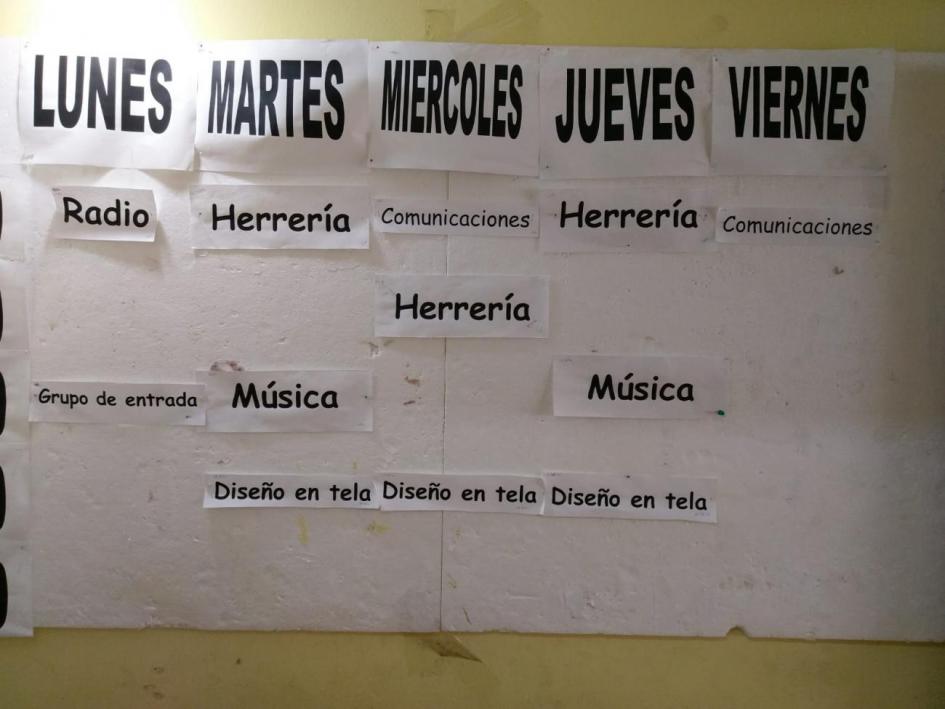 LUNES MARTES MIERCOLES JUEVES VIERNES
Radio Herrería Comunicaciones Herrería Comunicaciones
Herrería
Grupo de entrada Música Música
Diseño en tela Diseño en tela Diseño en tela